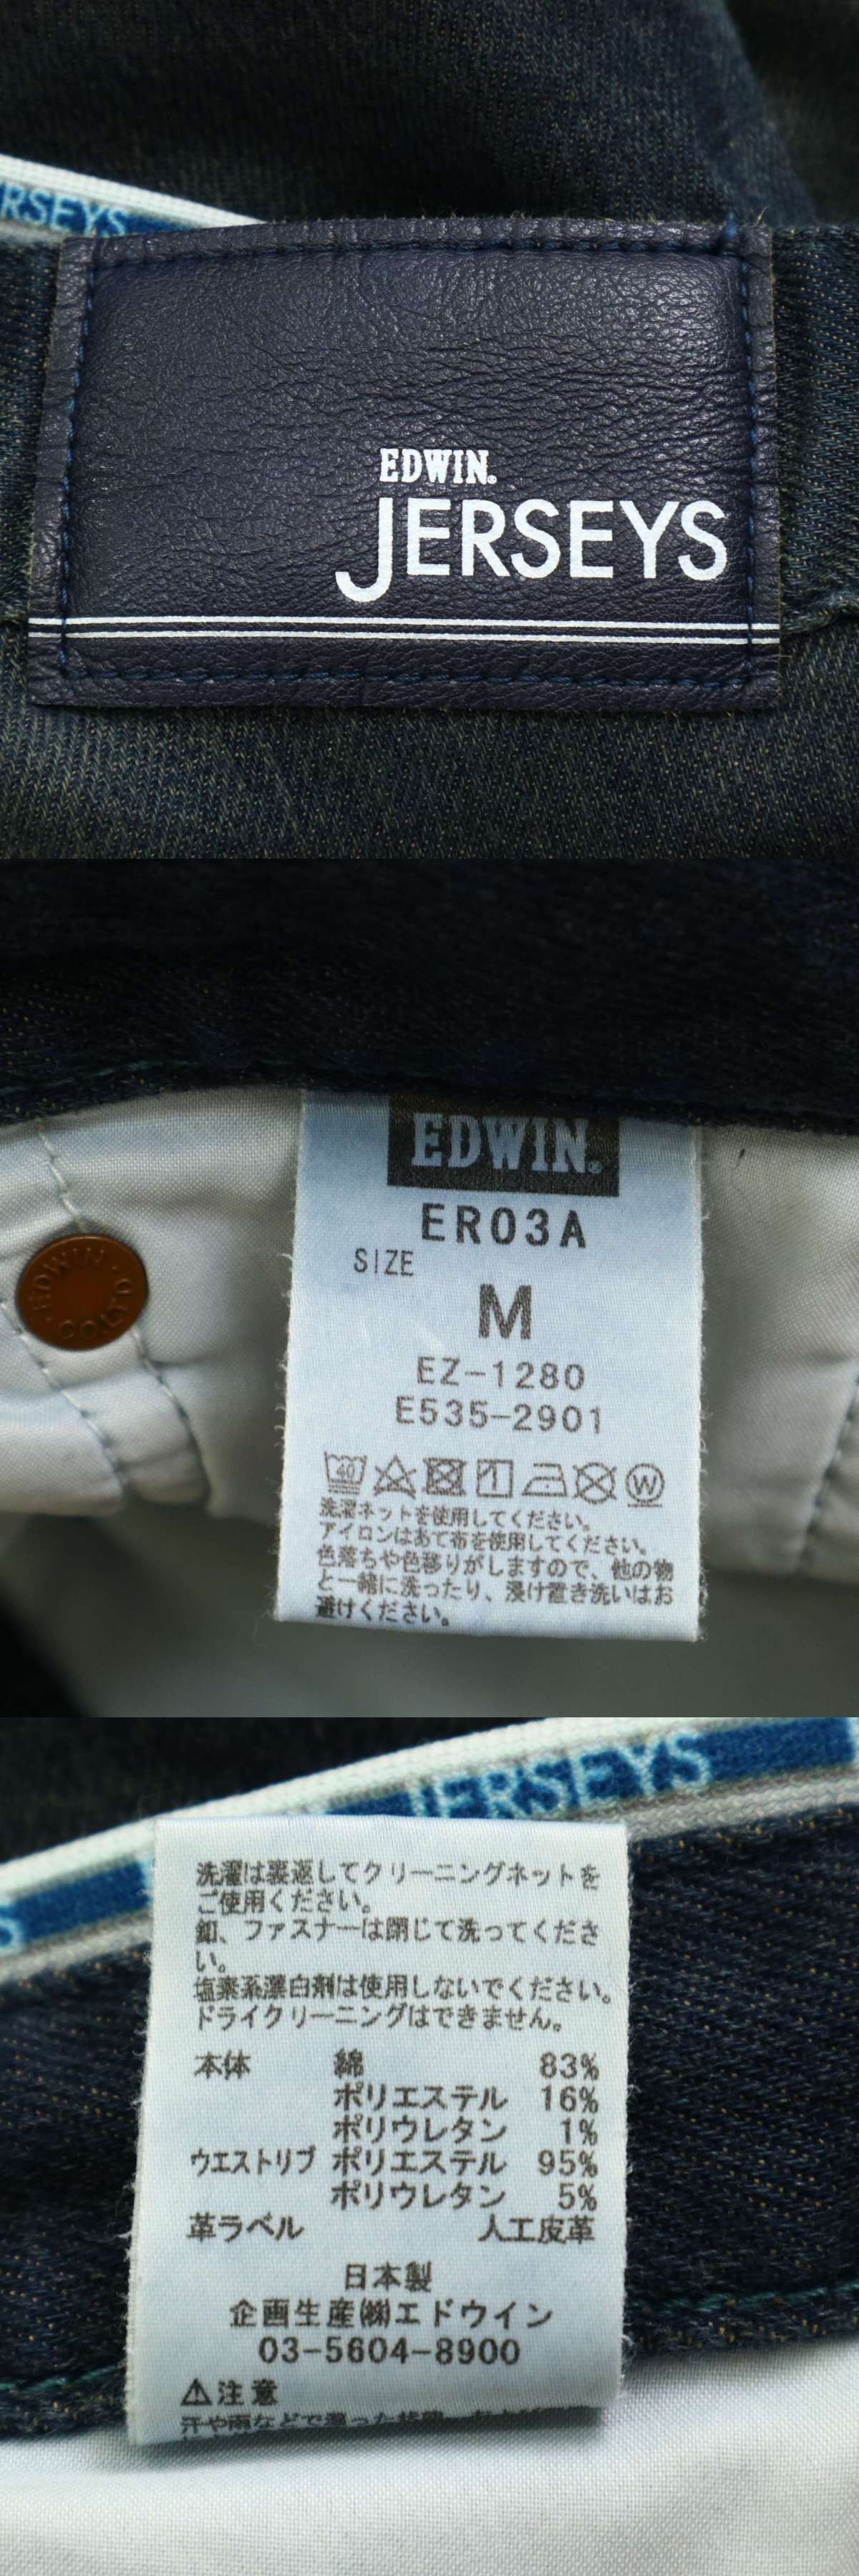 RSEYS
EDWIN.
JERSEYS
EDWIN.
ER03A
SIZE
M
EZ-1280
E535-2901
EDWIN
CO.LTD
40
W
洗濯ネットを使用してください。
アイロンはあて布を使用してください。
色落ちや色移りがしますので、他の物
と一緒に洗ったり、浸け置き洗いはお
避けください。
JERSEYS
S
洗濯は裏返してクリーニングネットを
ご使用ください。
釦、ファスナーは閉じて洗ってくださ
い。
塩素系漂白剤は使用しないでください。
ドライクリーニングはできません。
本体 綿 83%
ポリエステル 16%
ポリウレタン 1%
ウエストリブ ポリエステル 95%
ポリウレタン 5%
革ラベル 人工皮革
日本製
企画生産㈱エドウイン
03-5604-8900
⚠注意
汗や雨などで湿った